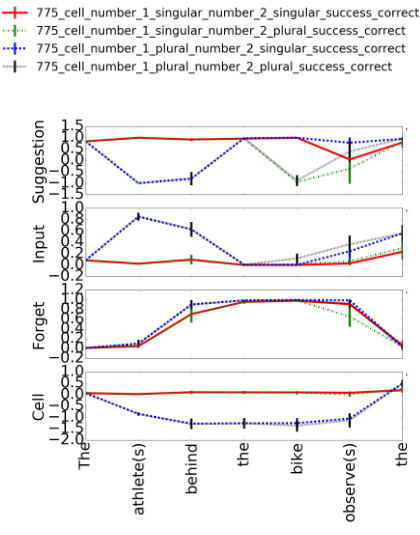 775_cell_number_1_singular_number_2_singular_success_correct
775_cell_number_1_singular_number_2_plural_success_correct
775_cell_number_1_plural_number_2_singular_success_correct
775_cell_number_1_plural_number_2_plural_success_correct
Suggestion
1.5
1.0
0.5
0.0
−0.5
−1.0
−1.5
Input
1.0
0.8
0.6
0.4
0.2
0.0
−0.2
Forget
1.2
1.0
0.8
0.6
0.4
0.2
0.0
−0.2
Cell
1.0
0.5
0.0
−0.5
−1.0
−1.5
−2.0
The
athlete(s)
behind
the
bike
observe(s)
the